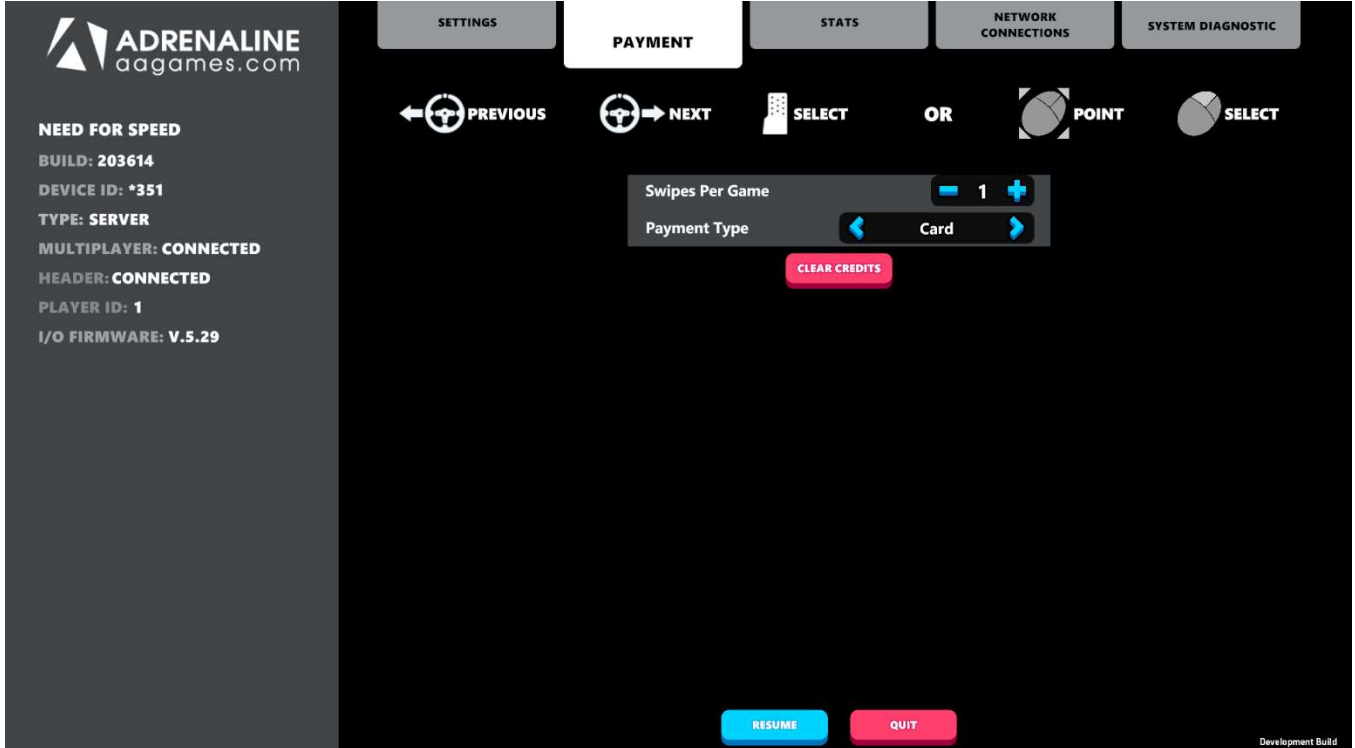 ADRENALINE
aagames.com
NEED FOR SPEED
BUILD: 203614
DEVICE ID: *351
TYPE: SERVER
MULTIPLAYER: CONNECTED
HEADER: CONNECTED
PLAYER ID: 1
I/O FIRMWARE: V.5.29
SETTINGS
PAYMENT
STATS
NETWORK
CONNECTIONS
SYSTEM DIAGNOSTIC
PREVIOUS NEXT SELECT OR POINT SELECT
Swipes Per Game 1
Payment Type Card
CLEAR CREDITS
RESUME QUIT
Development Build